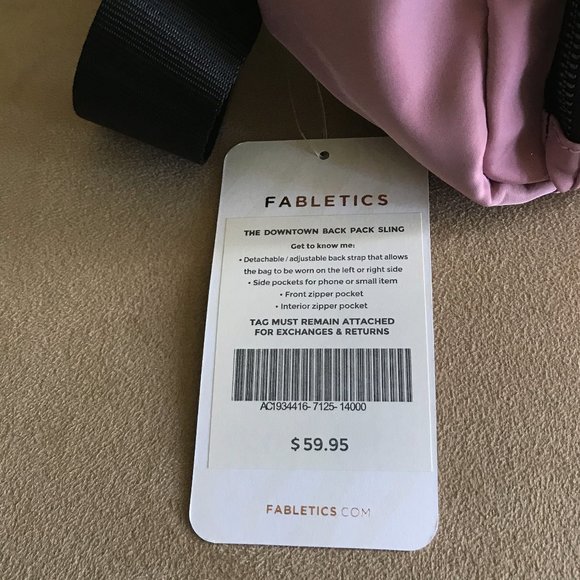 FABLETICS
THE DOWNTOWN BACK PACK SLING
Get to know me:
• Detachable / adjustable back strap that allows
the bag to be worn on the left or right side
• Side pockets for phone or small item
• Front zipper pocket
• Interior zipper pocket
TAG MUST REMAIN ATTACHED
FOR EXCHANGES & RETURNS
AC1934416-7125-14000
$59.95
FABLETICS.COM